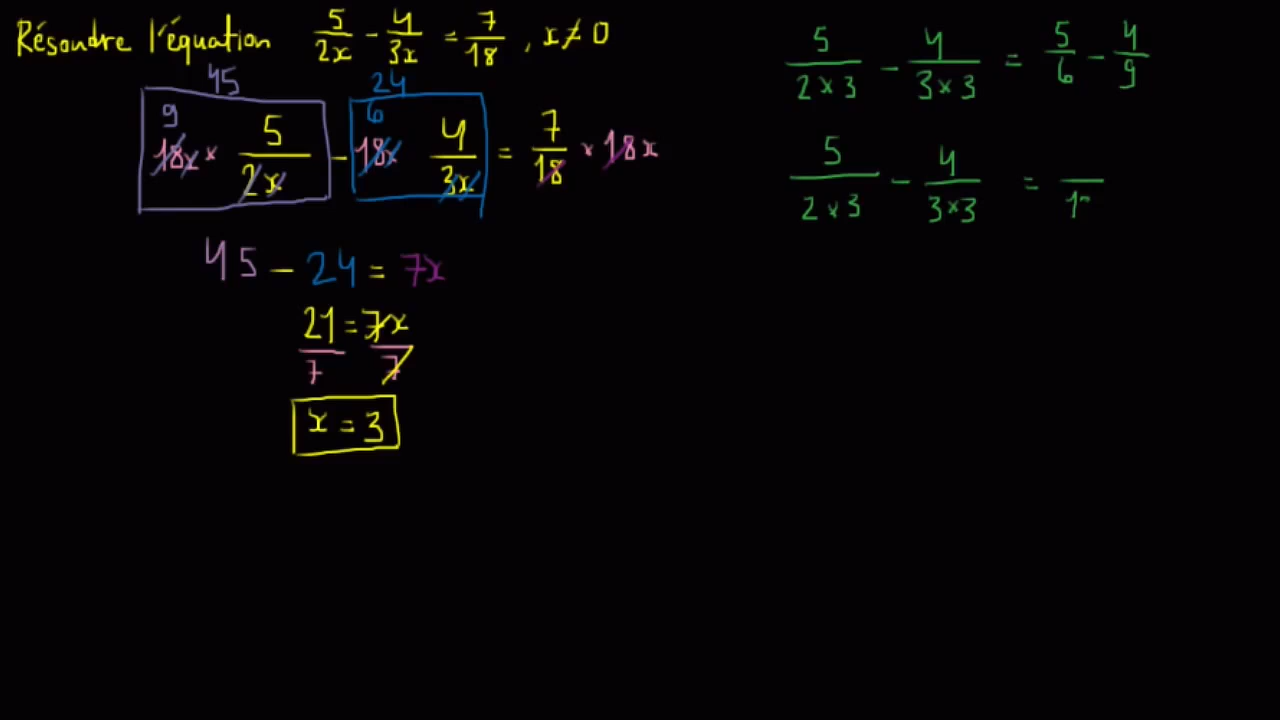 Résoudre l'équation 5/2x - 4/3x = 7/18 , x ≠ 0
45 24
9 6
18x × 5/2x - 18x 4/3x = 7/18 × 18x
45 - 24 = 7x
21/7 = 7x/7
x = 3
5/(2×3) - 4/(3×3) = 5/6 - 4/9
5/(2×3) - 4/(3×3) =